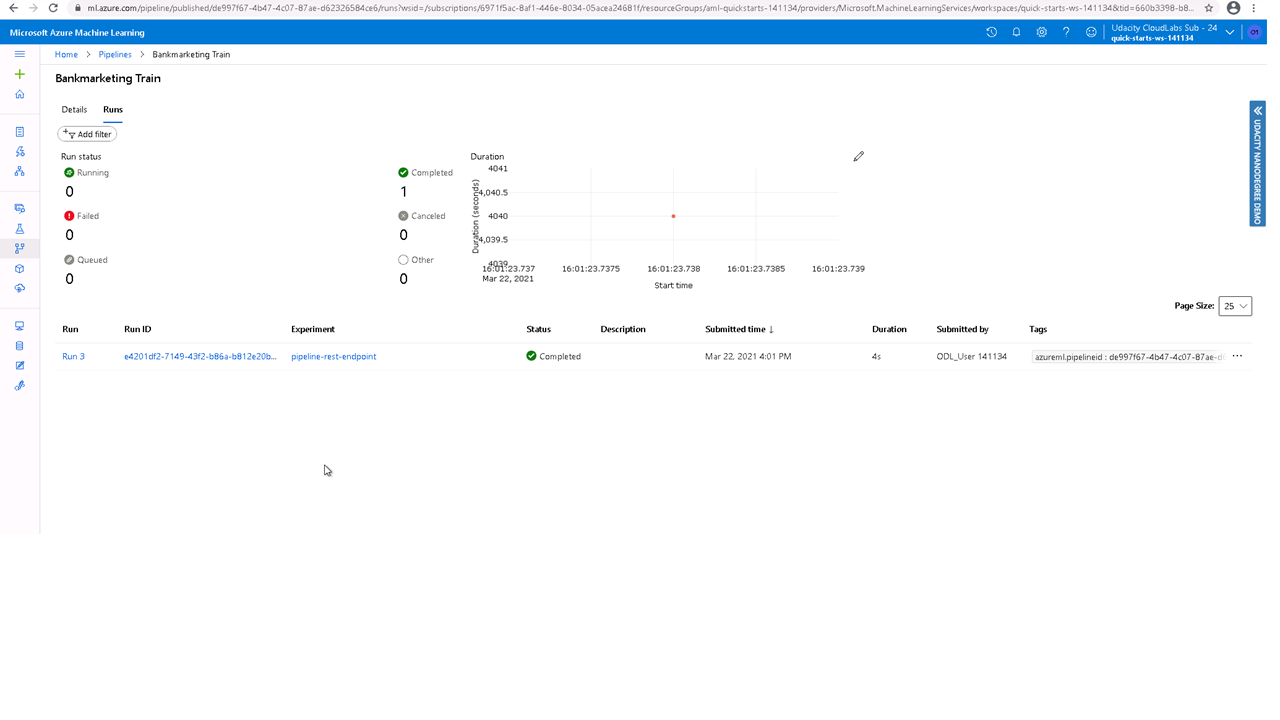 ml.azure.com/pipeline/published/de997f67-4b47-4c07-87ae-d62326584ce6/runs?wsid=/subscriptions/6971f5ac-8af1-446e-8034-05acea24681f/resourceGroups/aml-quickstarts-141134/providers/Microsoft.MachineLearningServices/workspaces/quick-starts-ws-141134&tid=660b3398-b8...
Microsoft Azure Machine Learning
Udacity CloudLabs Sub - 24
quick-starts-ws-141134
O1
Home > Pipelines > Bankmarketing Train
Bankmarketing Train
Details Runs
Add filter
Run status
Running
0
Completed
1
Failed
0
Canceled
0
Queued
0
Other
0
Duration
Duration (seconds)
4041
4,040.5
4040
4,039.5
4039
16:01:23.737 16:01:23.7375 16:01:23.738 16:01:23.7385 16:01:23.739
Mar 22, 2021
Start time
UDACITY NANODEGREE DEMO
Page Size: 25
Run Run ID Experiment Status Description Submitted time ↓ Duration Submitted by Tags
Run 3 e4201df2-7149-43f2-b86a-b812e20b... pipeline-rest-endpoint Completed Mar 22, 2021 4:01 PM 4s ODL_User 141134 azureml.pipelineid : de997f67-4b47-4c07-87ae-d6 ...